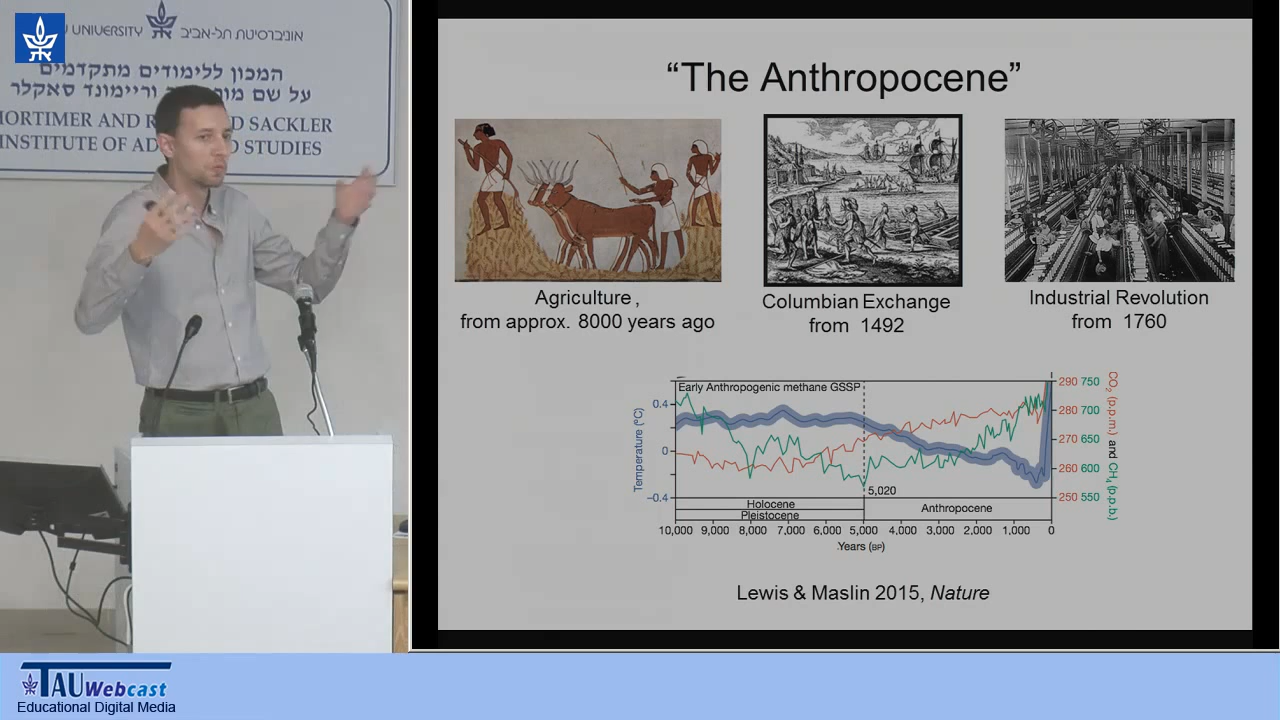 UNIVERSITY
אוניברסיטת תל-אביב
המכון ללימודים מתקדמים
על שם
וריימונד סאקלר
MORTIMER AND
SACKLER
INSTITUTE OF
STUDIES
“The Anthropocene”
Agriculture ,
from approx. 8000 years ago
Columbian Exchange
from 1492
Industrial Revolution
from 1760
Early Anthropogenic methane GSSP
Temperature (°C)
0.4
0
−0.4
290 750
280 700
270 650
260 600
250 550
CO₂ (p.p.m.) and CH₄ (p.p.b.)
5,020
Holocene
Pleistocene
Anthropocene
10,000 9,000 8,000 7,000 6,000 5,000 4,000 3,000 2,000 1,000 0
Years (BP)
Lewis & Maslin 2015, Nature
TAU Webcast
Educational Digital Media